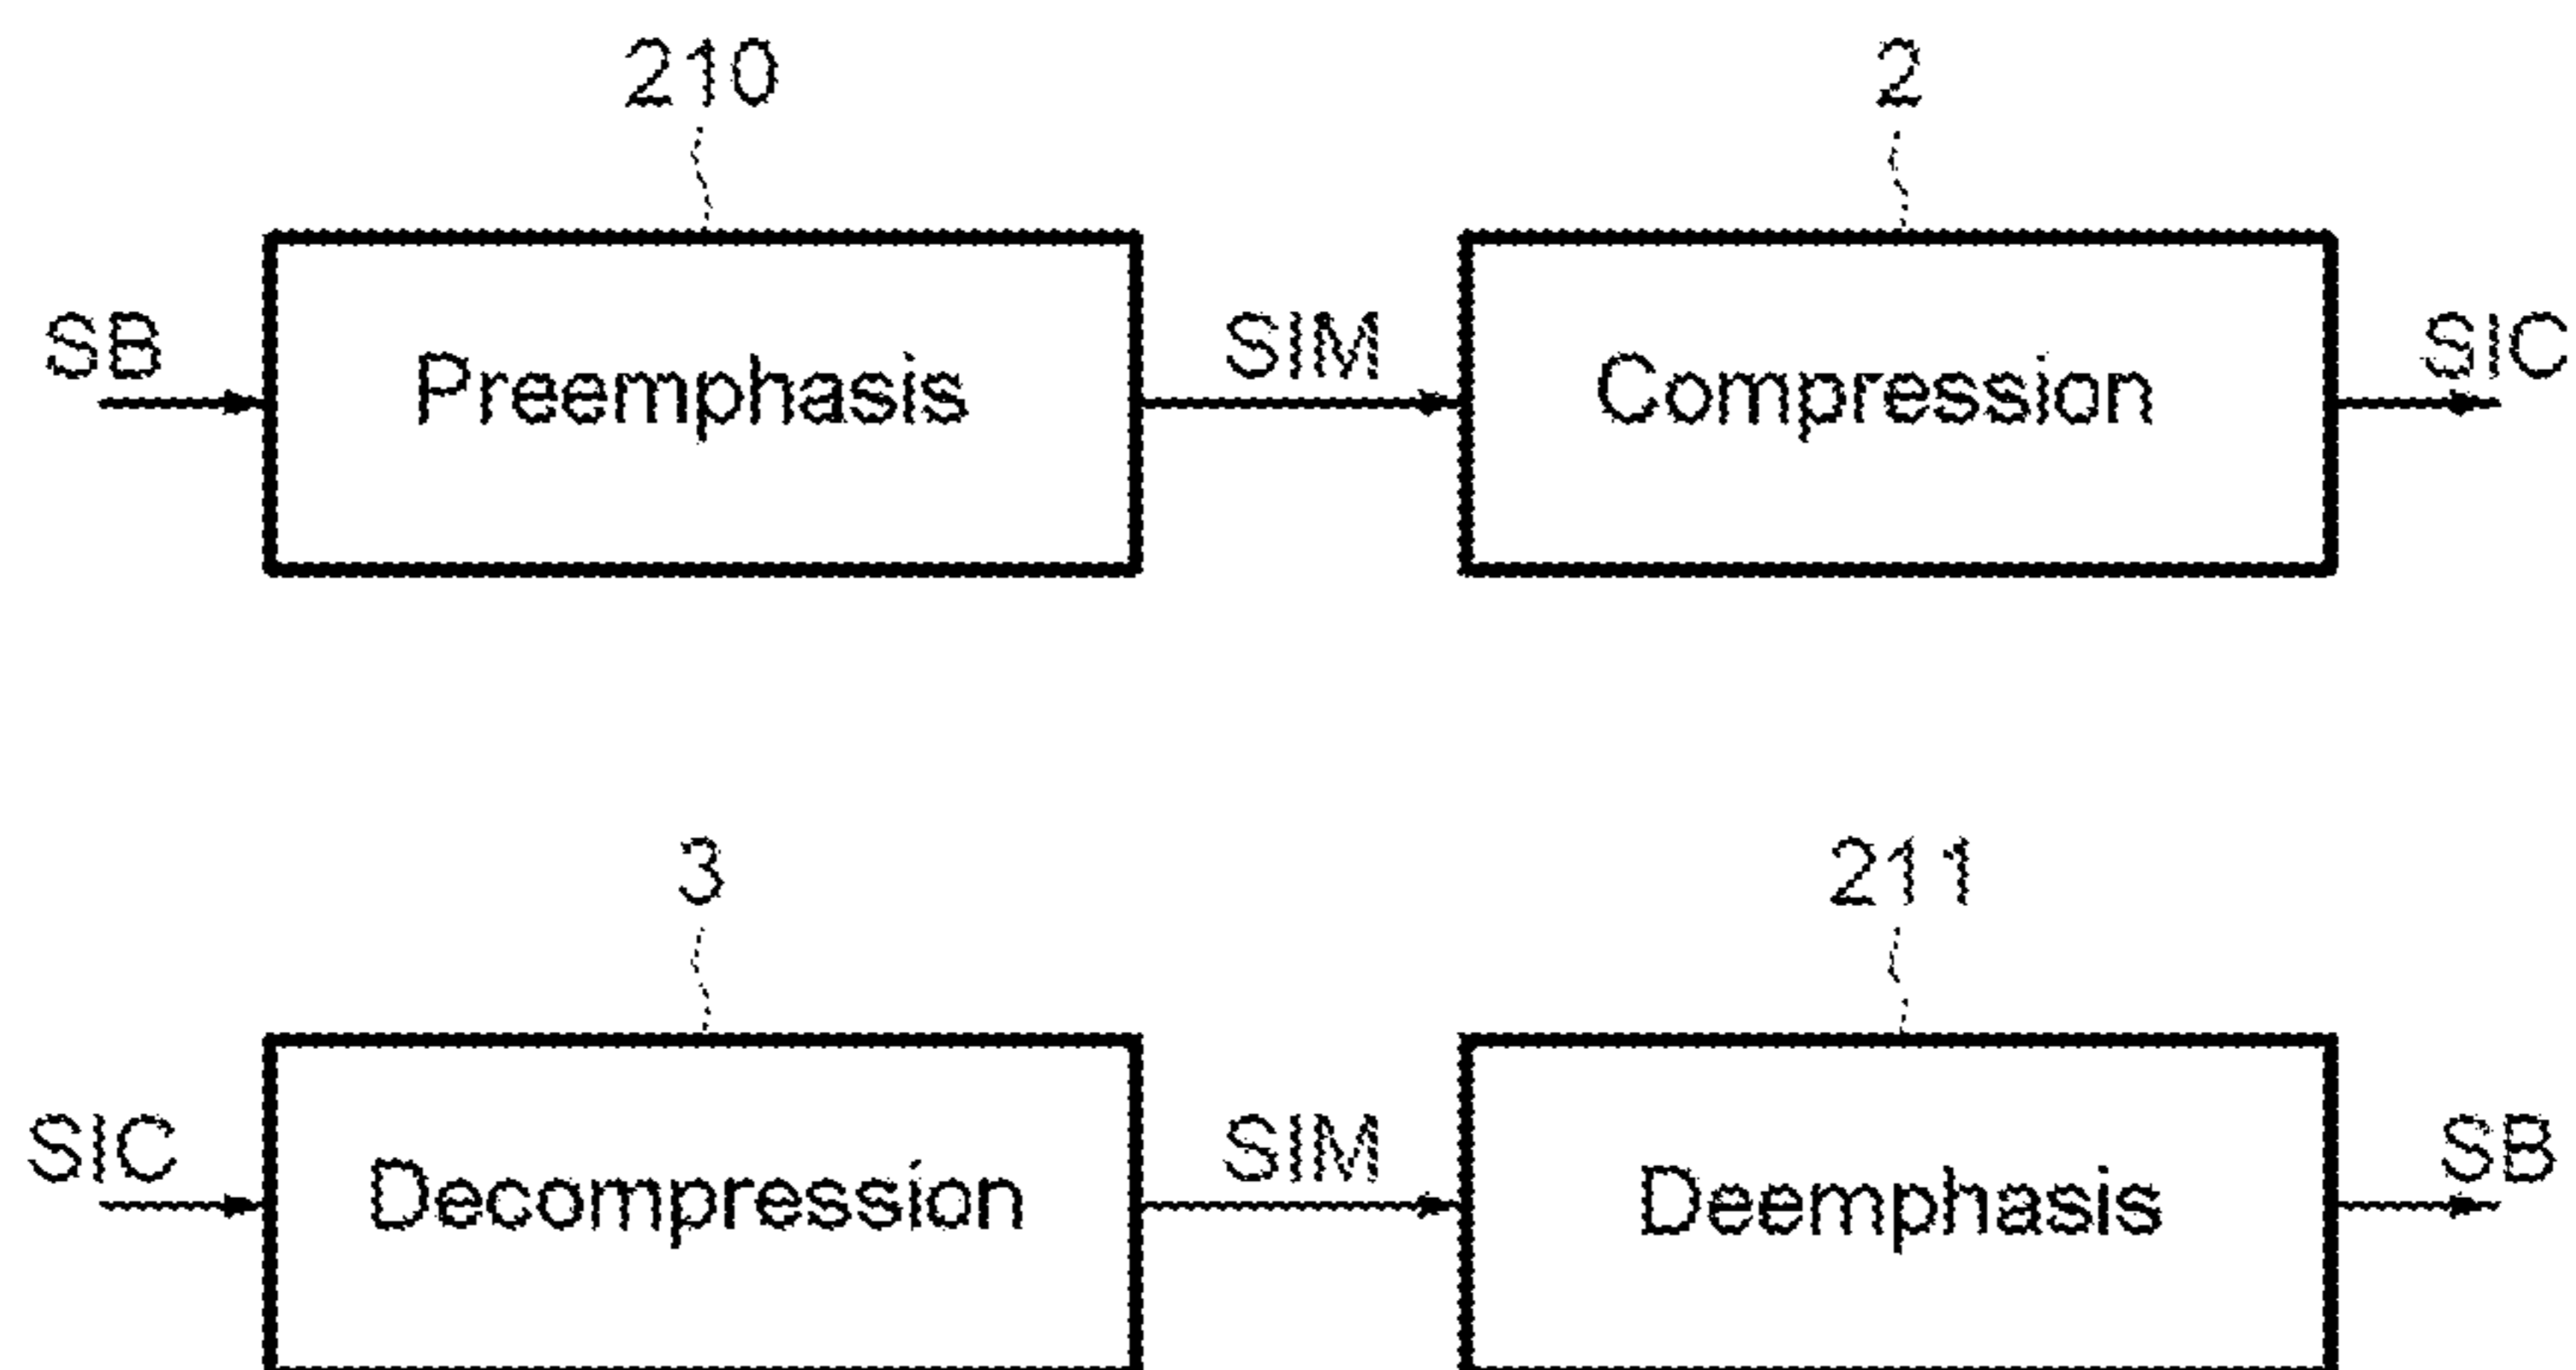 210 2
SB Preemphasis SIM Compression SIC
3 211
SIC Decompression SIM Deemphasis SB